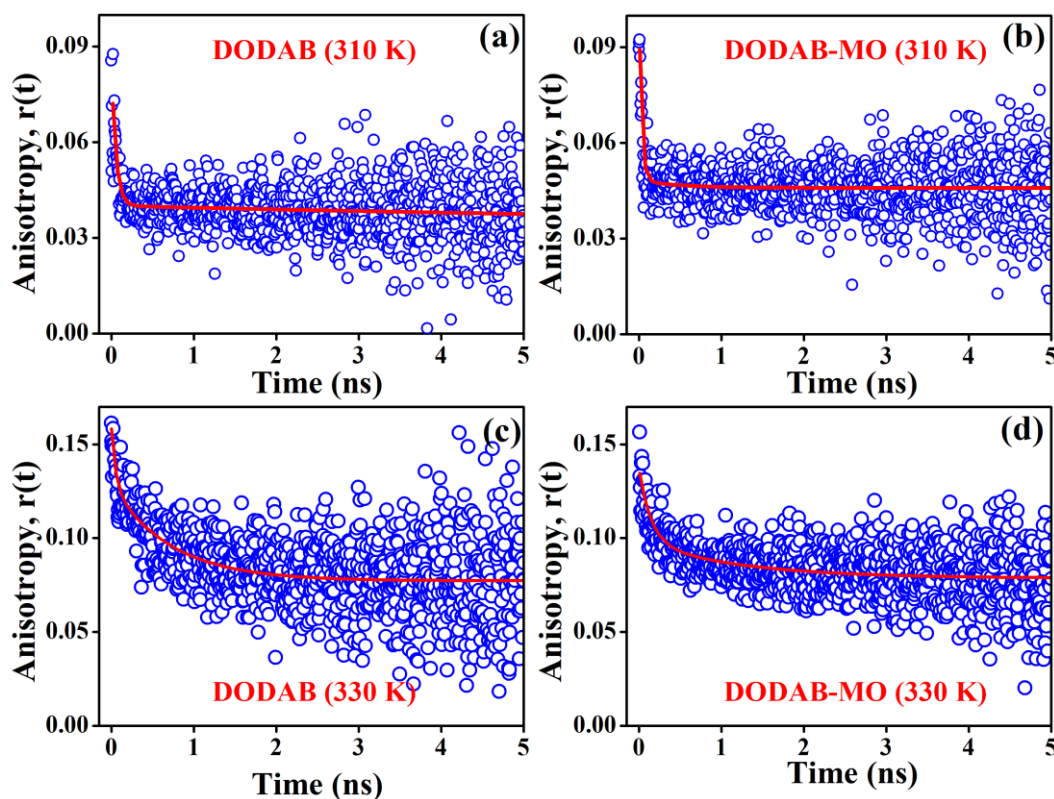 (a)
DODAB (310 K)
Anisotropy, r(t)
0.09
0.06
0.03
0.00
0 1 2 3 4 5
Time (ns)
(b)
DODAB-MO (310 K)
Anisotropy, r(t)
0.09
0.06
0.03
0.00
0 1 2 3 4 5
Time (ns)
(c)
Anisotropy, r(t)
0.15
0.10
0.05
0.00
DODAB (330 K)
0 1 2 3 4 5
Time (ns)
(d)
Anisotropy, r(t)
0.15
0.10
0.05
0.00
DODAB-MO (330 K)
0 1 2 3 4 5
Time (ns)